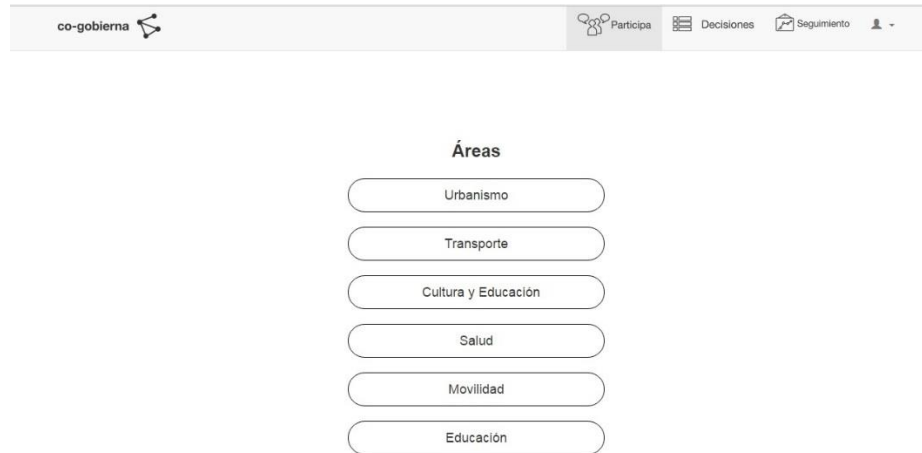 co-gobierna Participa Decisiones Seguimiento
Áreas
Urbanismo
Transporte
Cultura y Educación
Salud
Movilidad
Educación